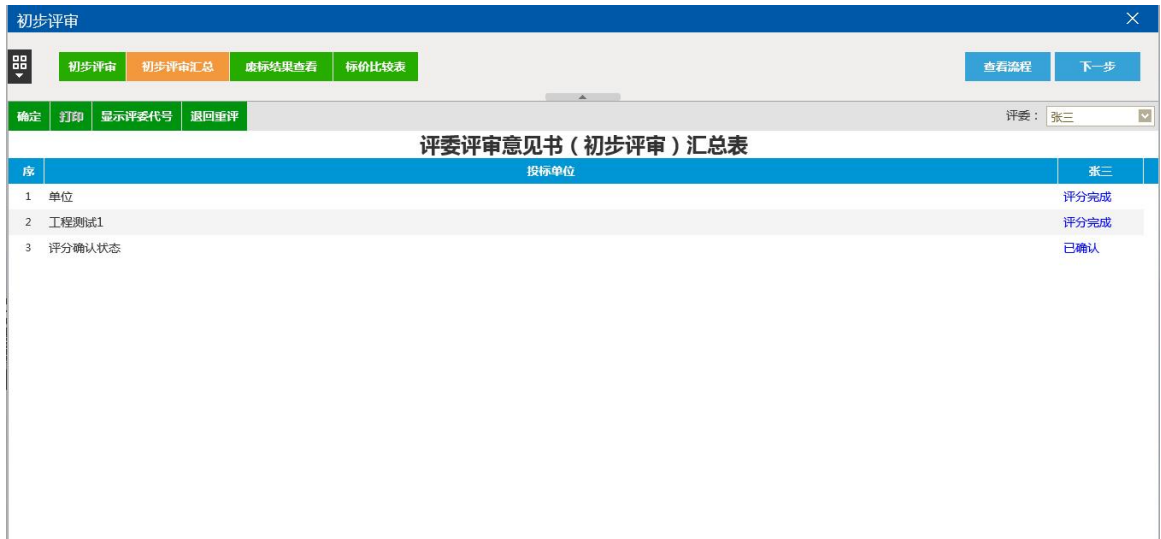 初步评审
初步评审 初步评审汇总 废标结果查看 标价比较表 查看流程 下一步
确定 打印 显示评委代号 退回重评 评委： 张三
评委评审意见书（初步评审）汇总表
序 投标单位 张三
1 单位 评分完成
2 工程测试1 评分完成
3 评分确认状态 已确认